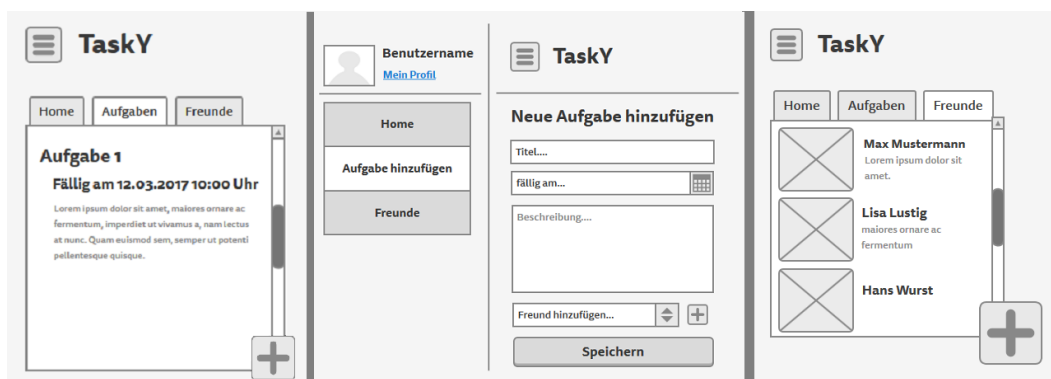 TaskY
Home Aufgaben Freunde
Aufgabe 1
Fällig am 12.03.2017 10:00 Uhr
Lorem ipsum dolor sit amet, maiores ornare ac
fermentum, imperdiet ut vivamus a, nam lectus
at nunc. Quam euismod sem, semper ut potenti
pellentesque quisque.
Benutzername
Mein Profil
Home
Aufgabe hinzufügen
Freunde
TaskY
Neue Aufgabe hinzufügen
Titel....
fällig am...
Beschreibung....
Freund hinzufügen...
Speichern
TaskY
Home Aufgaben Freunde
Max Mustermann
Lorem ipsum dolor sit
amet.
Lisa Lustig
maiores ornare ac
fermentum
Hans Wurst